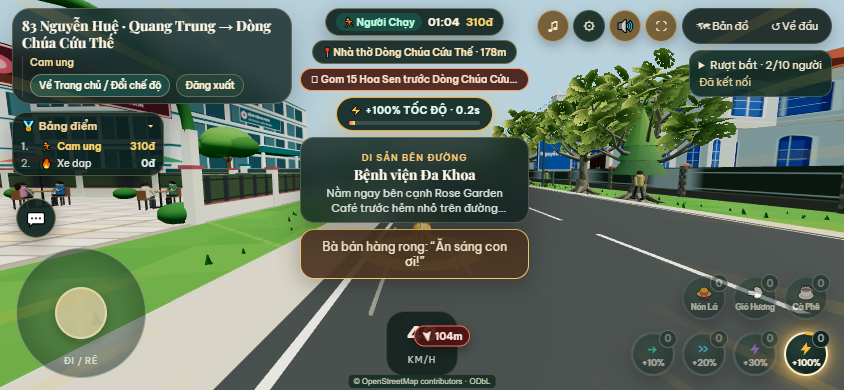 83 Nguyễn Huệ · Quang Trung → Dòng
Chúa Cứu Thế
Cam ung
Về Trang chủ / Đổi chế độ
Đăng xuất
Bảng điểm
1. Cam ung 310đ
2. Xe dap 0đ
Người Chạy 01:04 310đ
Nhà thờ Dòng Chúa Cứu Thế · 178m
Gom 15 Hoa Sen trước Dòng Chúa Cứu...
+100% TỐC ĐỘ · 0.2s
DI SẢN BÊN ĐƯỜNG
Bệnh viện Đa Khoa
Nằm ngay bên cạnh Rose Garden
Café trước hẻm nhỏ trên đường...
Bà bán hàng rong: “Ăn sáng con
ơi!”
Bản đồ
Về đầu
Rượt bắt · 2/10 người
Đã kết nối
ĐI / RẼ
104m
KM/H
0
0
0
Nón Lá
Gió Hương
Cà Phê
0
0
0
0
+10%
+20%
+30%
+100%
© OpenStreetMap contributors · ODbL